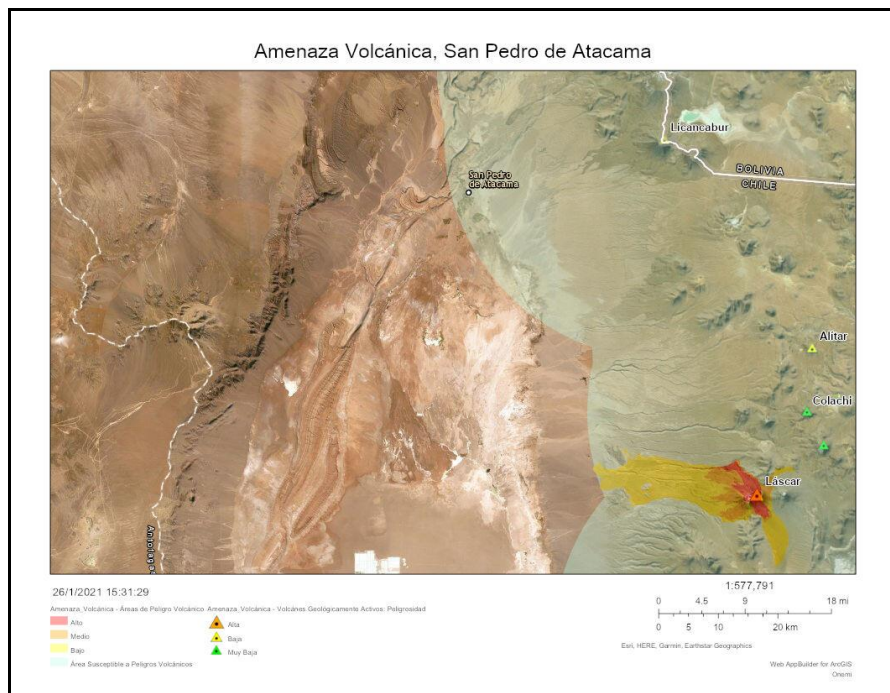 Amenaza Volcánica, San Pedro de Atacama
Licancabur
BOLIVIA
CHILE
San Pedro
de Atacama
Alitar
Colachi
Láscar
26/1/2021 15:31:29
Amenaza_Volcánica - Áreas de Peligro Volcánico
Alto
Medio
Bajo
Área Susceptible a Peligros Volcánicos
Amenaza_Volcánica - Volcanes Geológicamente Activos: Peligrosidad
Alta
Baja
Muy Baja
1:577,791
0 4.5 9 18 mi
0 5 10 20 km
Esri, HERE, Garmin, Earthstar Geographics
Web AppBuilder for ArcGIS
Onemi